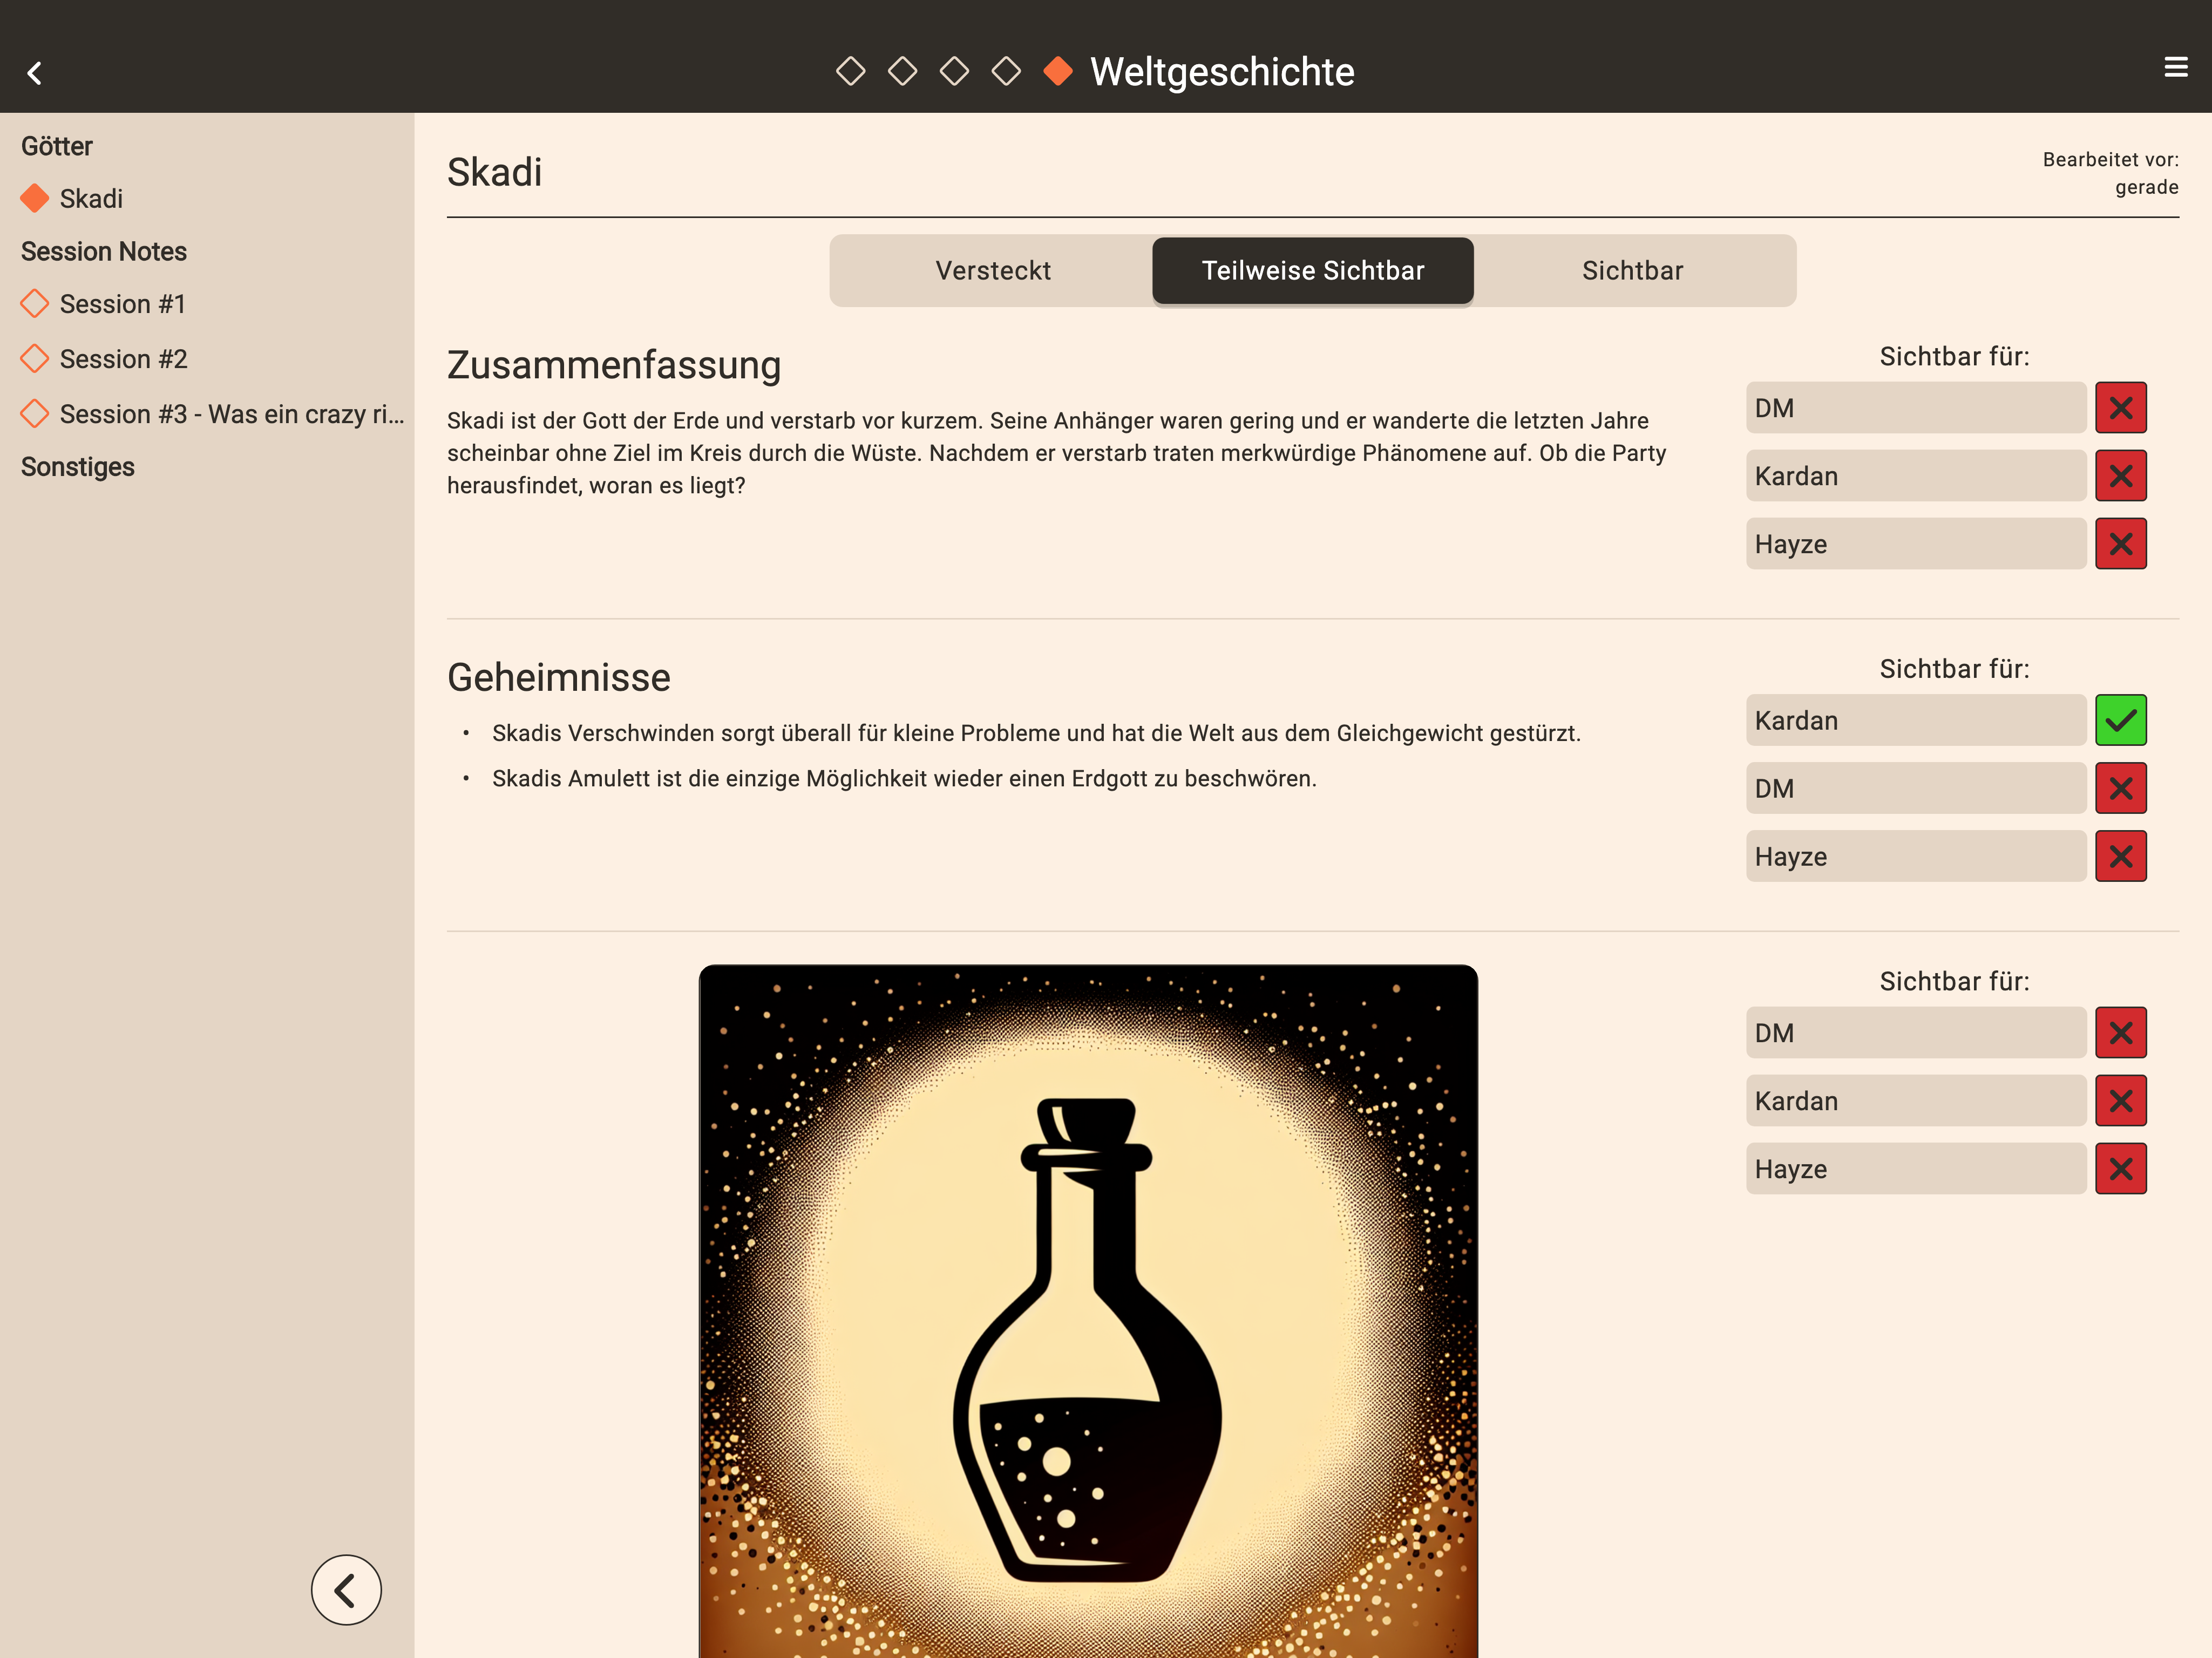 Weltgeschichte
Götter
Skadi
Session Notes
Session #1
Session #2
Session #3 - Was ein crazy ri...
Sonstiges
Skadi
Bearbeitet vor:
gerade
Versteckt
Teilweise Sichtbar
Sichtbar
Zusammenfassung
Skadi ist der Gott der Erde und verstarb vor kurzem. Seine Anhänger waren gering und er wanderte die letzten Jahre
scheinbar ohne Ziel im Kreis durch die Wüste. Nachdem er verstarb traten merkwürdige Phänomene auf. Ob die Party
herausfindet, woran es liegt?
Sichtbar für:
DM
Kardan
Hayze
Geheimnisse
• Skadis Verschwinden sorgt überall für kleine Probleme und hat die Welt aus dem Gleichgewicht gestürzt.
• Skadis Amulett ist die einzige Möglichkeit wieder einen Erdgott zu beschwören.
Sichtbar für:
Kardan
DM
Hayze
Sichtbar für:
DM
Kardan
Hayze